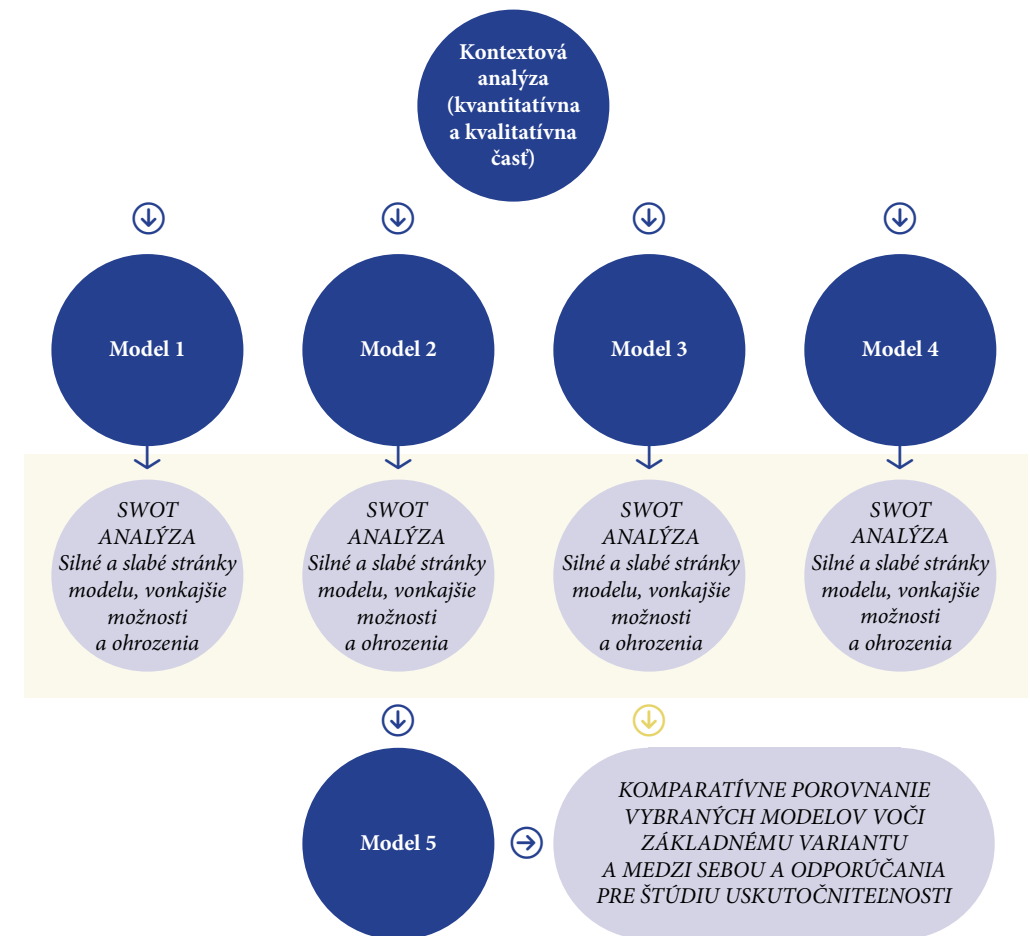 Kontextová
analýza
(kvantitatívna
a kvalitatívna
časť)
Model 1
Model 2
Model 3
Model 4
SWOT
ANALÝZA
Silné a slabé stránky
modelu, vonkajšie
možnosti
a ohrozenia
SWOT
ANALÝZA
Silné a slabé stránky
modelu, vonkajšie
možnosti
a ohrozenia
SWOT
ANALÝZA
Silné a slabé stránky
modelu, vonkajšie
možnosti
a ohrozenia
SWOT
ANALÝZA
Silné a slabé stránky
modelu, vonkajšie
možnosti
a ohrozenia
Model 5
KOMPARATÍVNE POROVNANIE
VYBRANÝCH MODELOV VOČI
ZÁKLADNÉMU VARIANTU
A MEDZI SEBOU A ODPORÚČANIA
PRE ŠTÚDIU USKUTOČNITEĽNOSTI